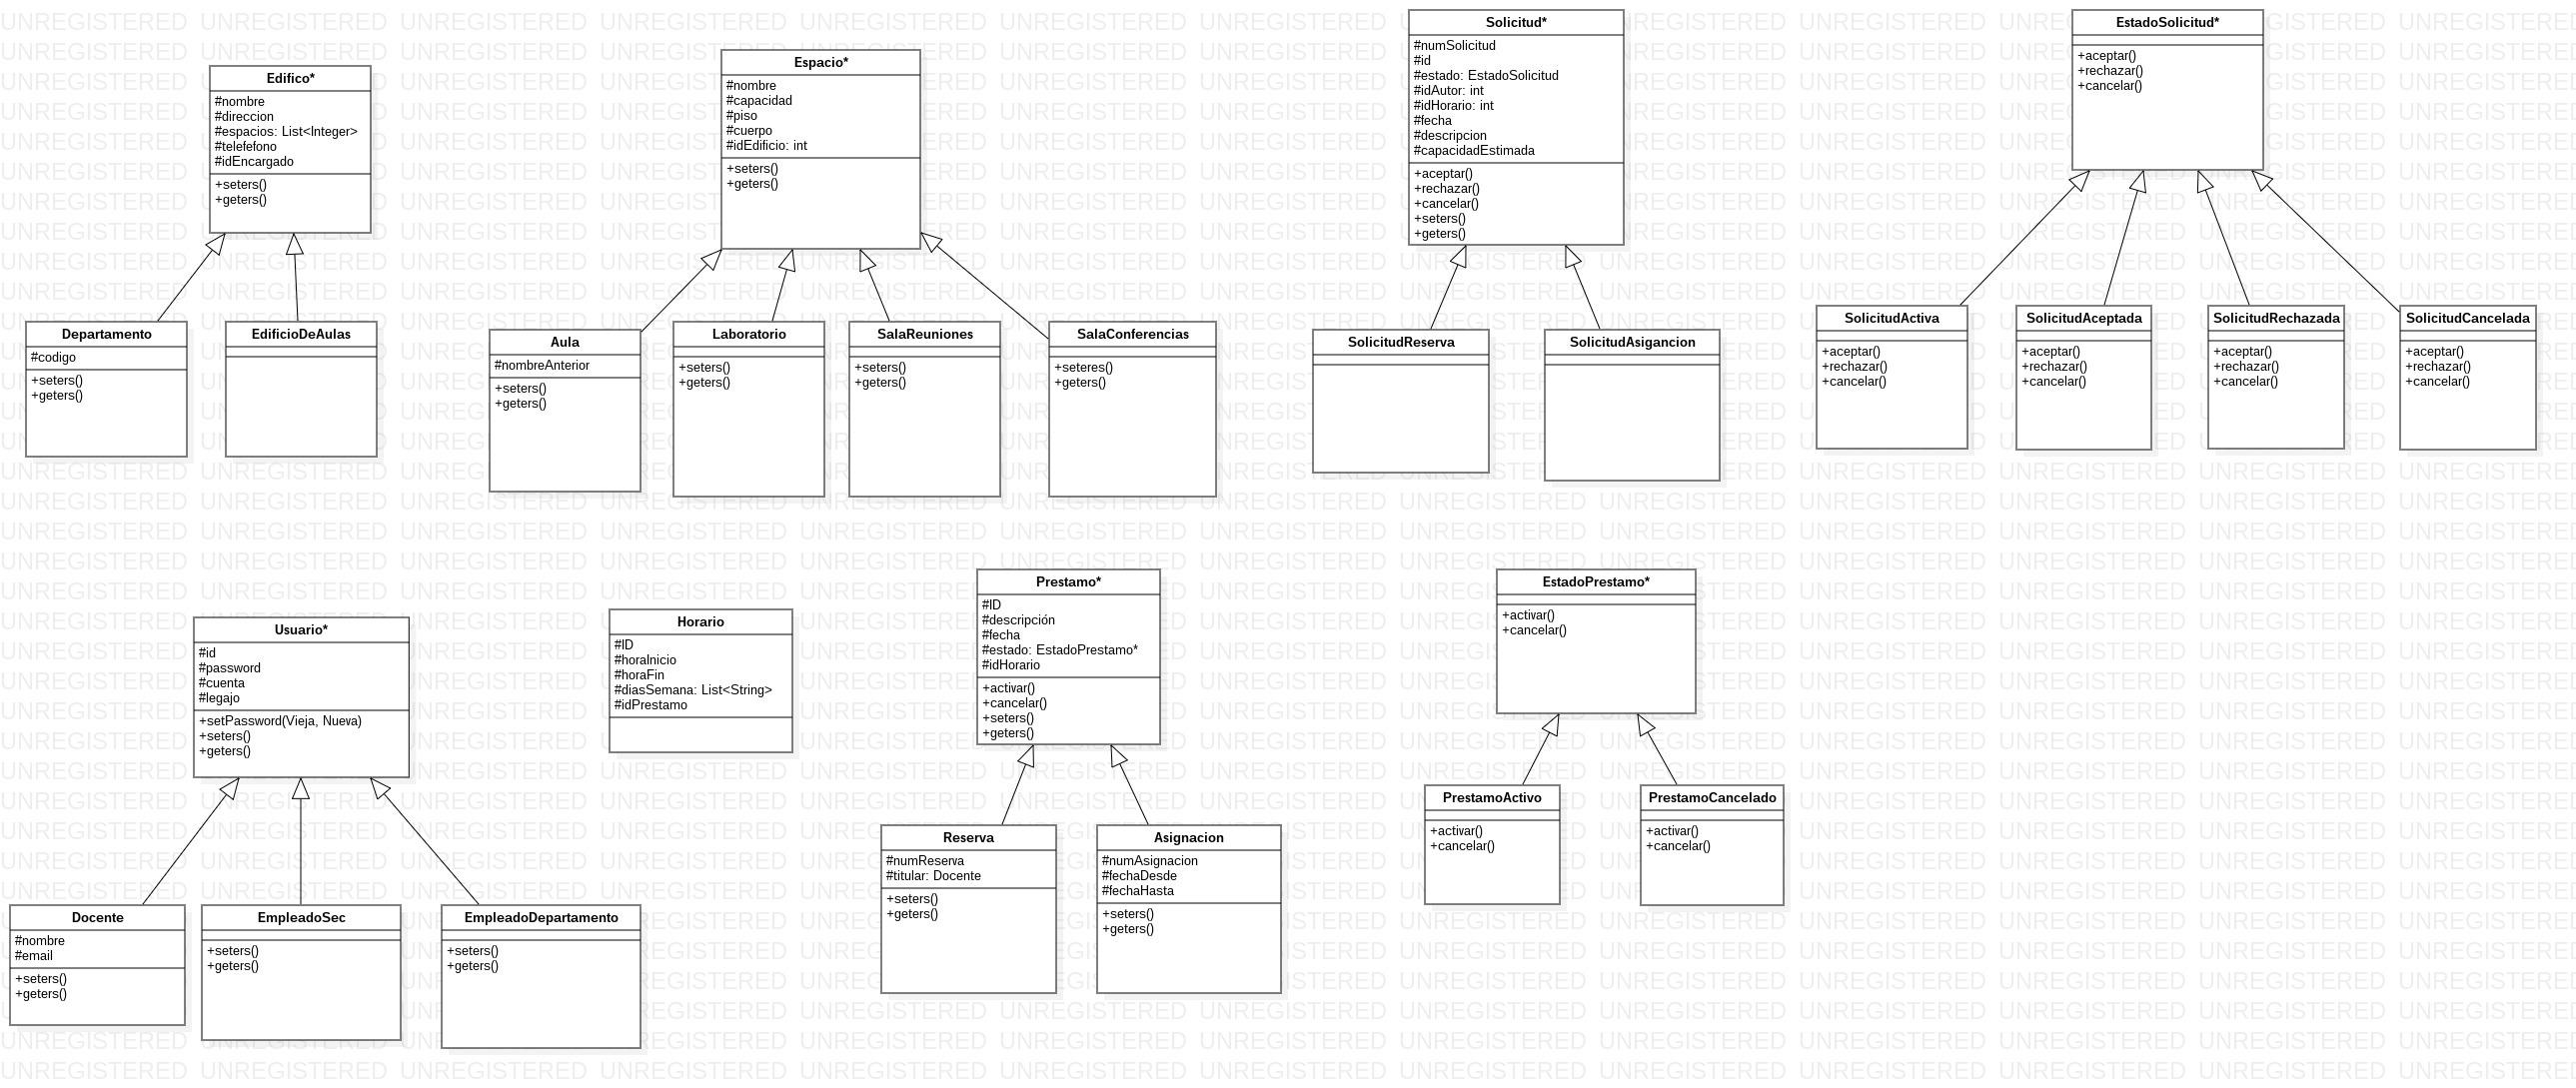 Edifico*
#nombre
#direccion
#espacios: List<Integer>
#telefefono
#idEncargado
+seters()
+geters()
Departamento
#codigo
+seters()
+geters()
EdificioDeAulas
Espacio*
#nombre
#capacidad
#piso
#cuerpo
#idEdificio: int
+seters()
+geters()
Aula
#nombreAnterior
+seters()
+geters()
Laboratorio
+seters()
+geters()
SalaReuniones
+seters()
+geters()
SalaConferencias
+seteres()
+geters()
Solicitud*
#numSolicitud
#id
#estado: EstadoSolicitud
#idAutor: int
#idHorario: int
#fecha
#descripcion
#capacidadEstimada
+aceptar()
+rechazar()
+cancelar()
+seters()
+geters()
SolicitudReserva
SolicitudAsigancion
EstadoSolicitud*
+aceptar()
+rechazar()
+cancelar()
SolicitudActiva
+aceptar()
+rechazar()
+cancelar()
SolicitudAceptada
+aceptar()
+rechazar()
+cancelar()
SolicitudRechazada
+aceptar()
+rechazar()
+cancelar()
SolicitudCancelada
+aceptar()
+rechazar()
+cancelar()
Usuario*
#id
#password
#cuenta
#legajo
+setPassword(Vieja, Nueva)
+seters()
+geters()
Docente
#nombre
#email
+seters()
+geters()
EmpleadoSec
+seters()
+geters()
EmpleadoDepartamento
+seters()
+geters()
Horario
#ID
#horaInicio
#horaFin
#diasSemana: List<String>
#idPrestamo
Prestamo*
#ID
#descripción
#fecha
#estado: EstadoPrestamo*
#idHorario
+activar()
+cancelar()
+seters()
+geters()
Reserva
#numReserva
#titular: Docente
+seters()
+geters()
Asignacion
#numAsignacion
#fechaDesde
#fechaHasta
+seters()
+geters()
EstadoPrestamo*
+activar()
+cancelar()
PrestamoActivo
+activar()
+cancelar()
PrestamoCancelado
+activar()
+cancelar()
UNREGISTERED